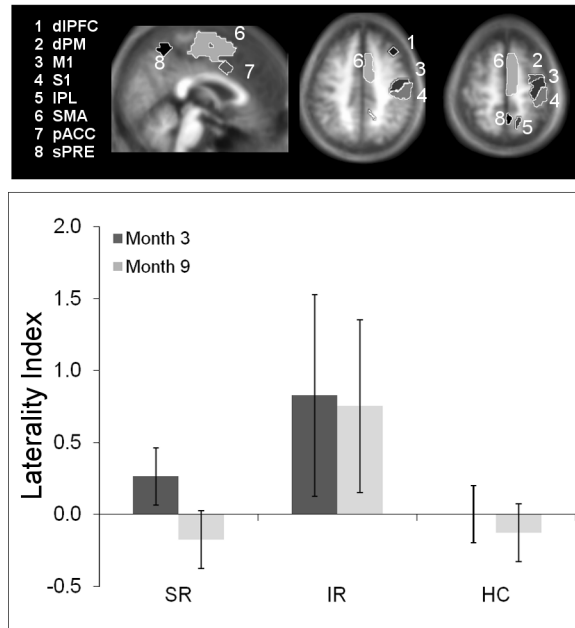 1 dlPFC
2 dPM
3 M1
4 S1
5 IPL
6 SMA
7 pACC
8 sPRE
6
8
7
1
6
3
4
6
2
3
4
8
5
2.0
1.5
1.0
0.5
0.0
-0.5
Laterality Index
Month 3
Month 9
SR
IR
HC